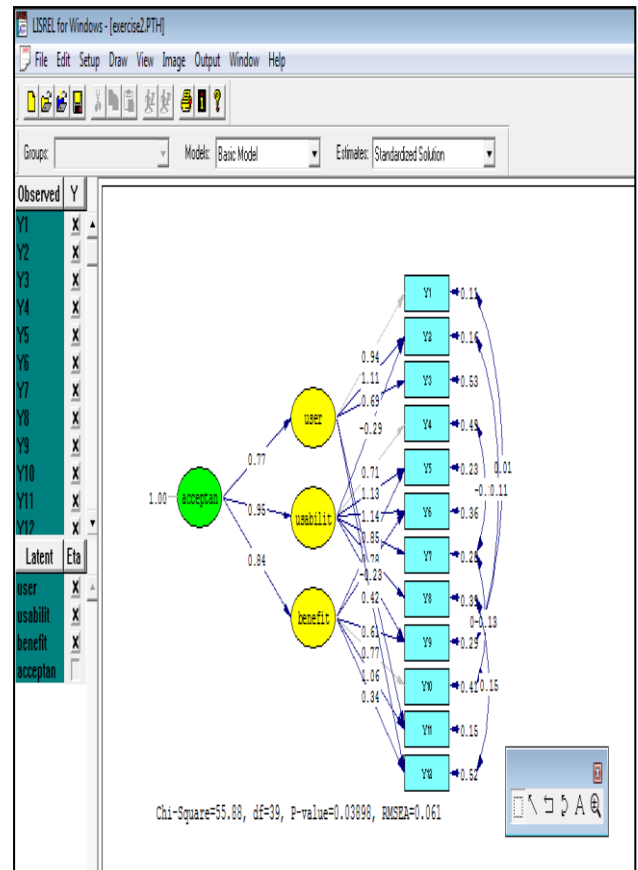 LISREL for Windows - [exercise2.PTH]
File Edit Setup Draw View Image Output Window Help
Groups: Models: Basic Model Estimates: Standardized Solution
Observed Y
Y1 X
Y2 X
Y3 X
Y4 X
Y5 X
Y6 X
Y7 X
Y8 X
Y9 X
Y10 X
Y11 X
Y12 X
Latent Eta
user X
usabilit X
benefit X
acceptan
1.00
acceptan
0.77
0.95
0.84
user
usabilit
benefit
0.94
1.11
0.69
-0.29
0.71
1.13
1.14
0.85
0.78
-0.23
0.42
0.61
0.77
1.06
0.34
Y1 0.11
Y2 0.16
Y3 0.53
Y4
Y5 0.23
Y6 0.36
Y7
Y8
Y9 0.29
Y10 0.41
Y11 0.15
Y12 0.52
0.01
0.11
0.13
0.15
Chi-Square=55.88, df=39, P-value=0.03898, RMSEA=0.061
A